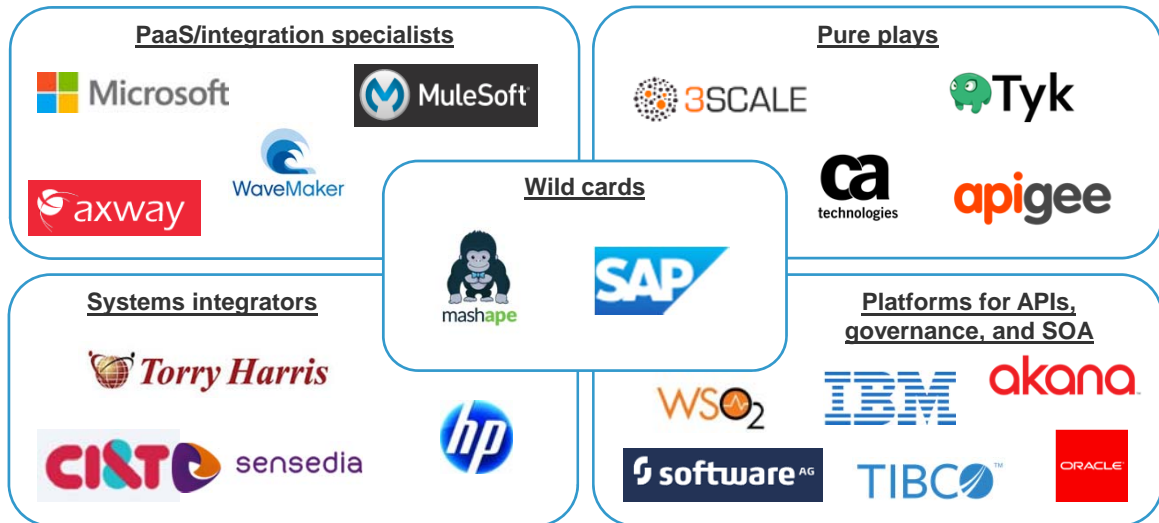 PaaS/integration specialists
Microsoft
MuleSoft
WaveMaker
axway
Pure plays
3SCALE
Tyk
ca
technologies
apigee
Wild cards
mashape
SAP
Systems integrators
Torry Harris
CI&T
sensedia
hp
Platforms for APIs,
governance, and SOA
WSO2
IBM
akana
software AG
TIBCO™
ORACLE